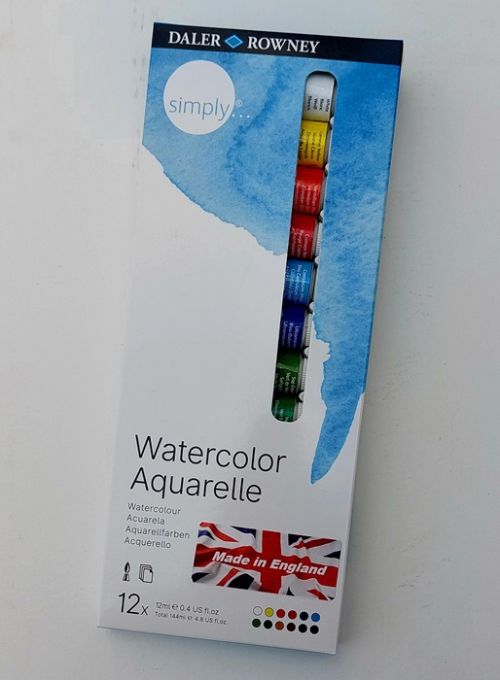 DALER ROWNEY
simply®...
Watercolor
Aquarelle
Watercolour
Acuarela
Aquarellfarben
Acquerello
Made in England
12x
12ml e 0.4 US fl.oz
Total 144ml e 4.8 US fl.oz